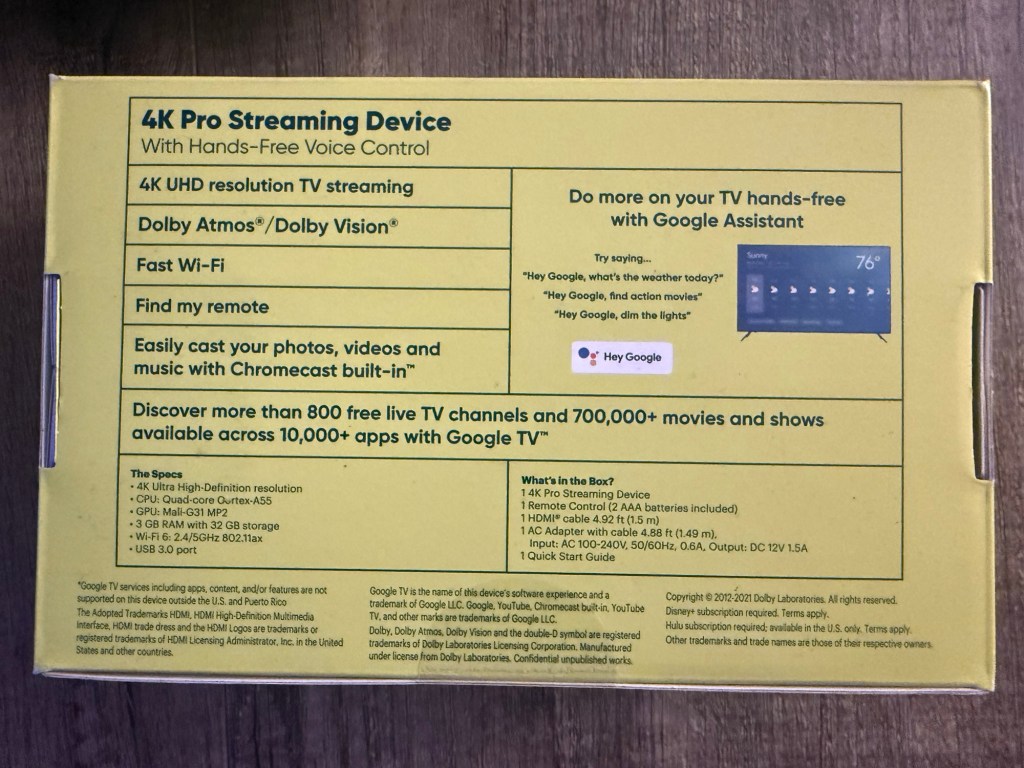 4K Pro Streaming Device
With Hands-Free Voice Control
4K UHD resolution TV streaming
Dolby Atmos®/Dolby Vision®
Fast Wi-Fi
Find my remote
Easily cast your photos, videos and
music with Chromecast built-in™
Do more on your TV hands-free
with Google Assistant
Try saying...
"Hey Google, what's the weather today?"
"Hey Google, find action movies"
"Hey Google, dim the lights"
Hey Google
Sunny
76°
Discover more than 800 free live TV channels and 700,000+ movies and shows
available across 10,000+ apps with Google TV™
The Specs
• 4K Ultra High-Definition resolution
• CPU: Quad-core Cortex-A55
• GPU: Mali-G31 MP2
• 3 GB RAM with 32 GB storage
• Wi-Fi 6: 2.4/5GHz 802.11ax
• USB 3.0 port
What's in the Box?
1 4K Pro Streaming Device
1 Remote Control (2 AAA batteries included)
1 HDMI® cable 4.92 ft (1.5 m)
1 AC Adapter with cable 4.88 ft (1.49 m),
Input: AC 100-240V, 50/60Hz, 0.6A, Output: DC 12V 1.5A
1 Quick Start Guide
*Google TV services including apps, content, and/or features are not
supported on this device outside the U.S. and Puerto Rico
The Adopted Trademarks HDMI, HDMI High-Definition Multimedia
Interface, HDMI trade dress and the HDMI Logos are trademarks or
registered trademarks of HDMI Licensing Administrator, Inc. in the United
States and other countries.
Google TV is the name of this device's software experience and a
trademark of Google LLC. Google, YouTube, Chromecast built-in, YouTube
TV, and other marks are trademarks of Google LLC.
Dolby, Dolby Atmos, Dolby Vision and the double-D symbol are registered
trademarks of Dolby Laboratories Licensing Corporation. Manufactured
under license from Dolby Laboratories. Confidential unpublished works.
Copyright © 2012-2021 Dolby Laboratories. All rights reserved.
Disney+ subscription required. Terms apply.
Hulu subscription required; available in the U.S. only. Terms apply.
Other trademarks and trade names are those of their respective owners.